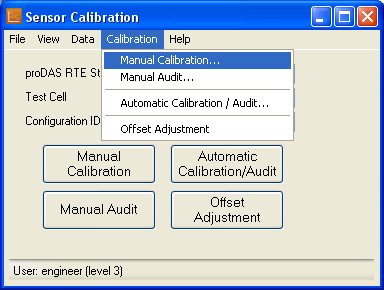 Sensor Calibration
File View Data Calibration Help
Manual Calibration...
Manual Audit...
Automatic Calibration / Audit...
Offset Adjustment
proDAS RTE St
Test Cell
Configuration ID
Manual
Calibration
Automatic
Calibration/Audit
Manual Audit
Offset
Adjustment
User: engineer (level 3)